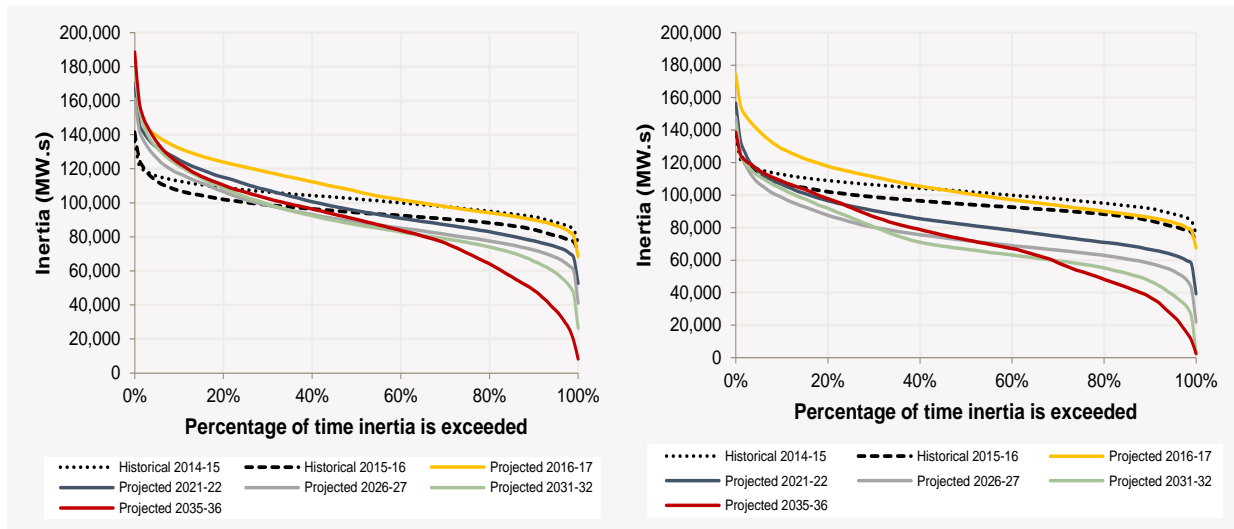 200,000
180,000
160,000
140,000
120,000
100,000
80,000
60,000
40,000
20,000
0
Inertia (MW.s)
0% 20% 40% 60% 80% 100%
Percentage of time inertia is exceeded
Historical 2014-15 Historical 2015-16 Projected 2016-17
Projected 2021-22 Projected 2026-27 Projected 2031-32
Projected 2035-36
200,000
180,000
160,000
140,000
120,000
100,000
80,000
60,000
40,000
20,000
0
Inertia (MW.s)
0% 20% 40% 60% 80% 100%
Percentage of time inertia is exceeded
Historical 2014-15 Historical 2015-16 Projected 2016-17
Projected 2021-22 Projected 2026-27 Projected 2031-32
Projected 2035-36